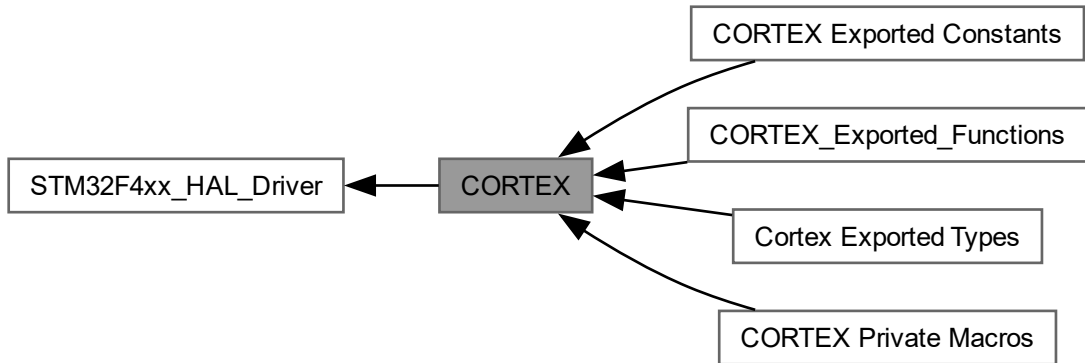 CORTEX Exported Constants
CORTEX_Exported_Functions
STM32F4xx_HAL_Driver
CORTEX
Cortex Exported Types
CORTEX Private Macros